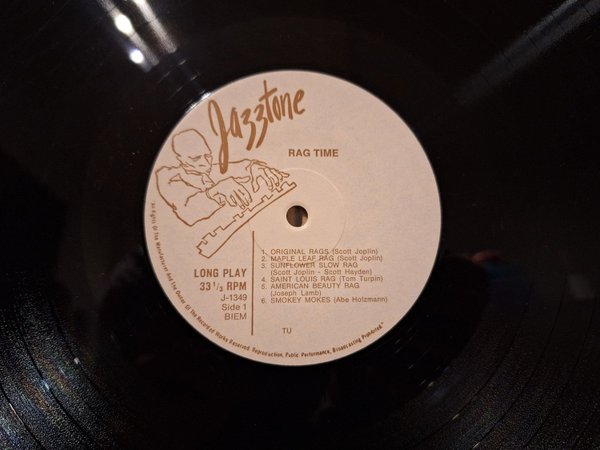 Jazztone
RAG TIME
LONG PLAY
33 1/3 RPM
J-1349
Side 1
BIEM
1. ORIGINAL RAGS (Scott Joplin)
2. MAPLE LEAF RAG (Scott Joplin)
3. SUNFLOWER SLOW RAG
(Scott Joplin - Scott Hayden)
4. SAINT LOUIS RAG (Tom Turpin)
5. AMERICAN BEAUTY RAG
(Joseph Lamb)
6. SMOKEY MOKES (Abe Holzmann)
TU
All Rights Of the Manufacturer And the Owner Of the Recorded Works Reserved. Reproduction, Public Performance, Broadcasting Prohibited